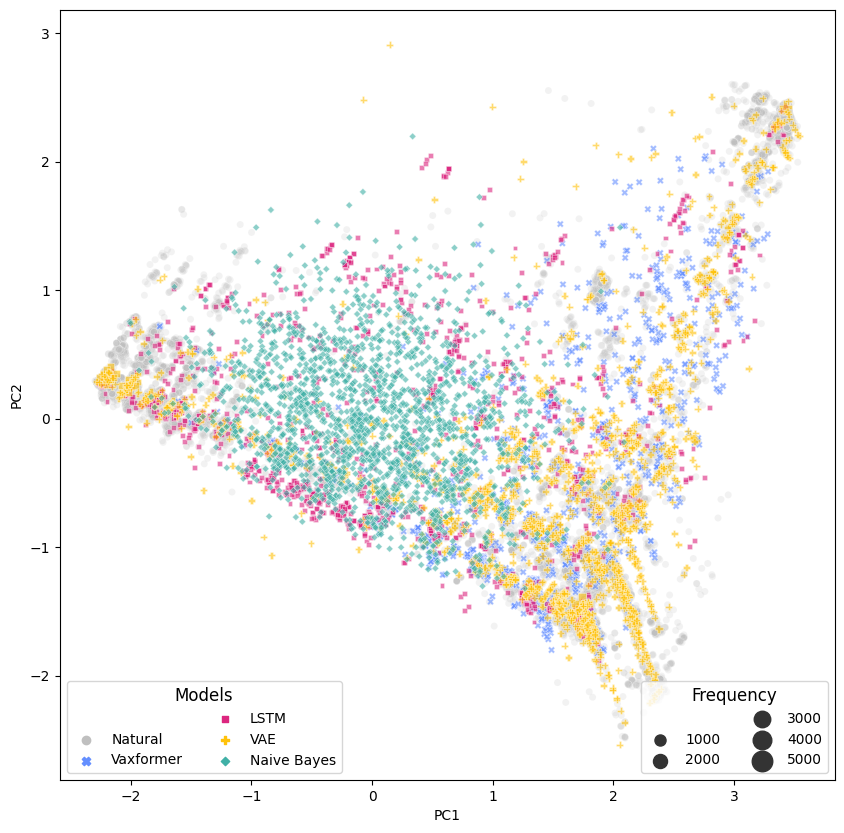 3
2
1
0
−1
−2
PC2
−2
−1
0
1
2
3
PC1
Models
Natural
Vaxformer
LSTM
VAE
Naive Bayes
Frequency
1000
2000
3000
4000
5000